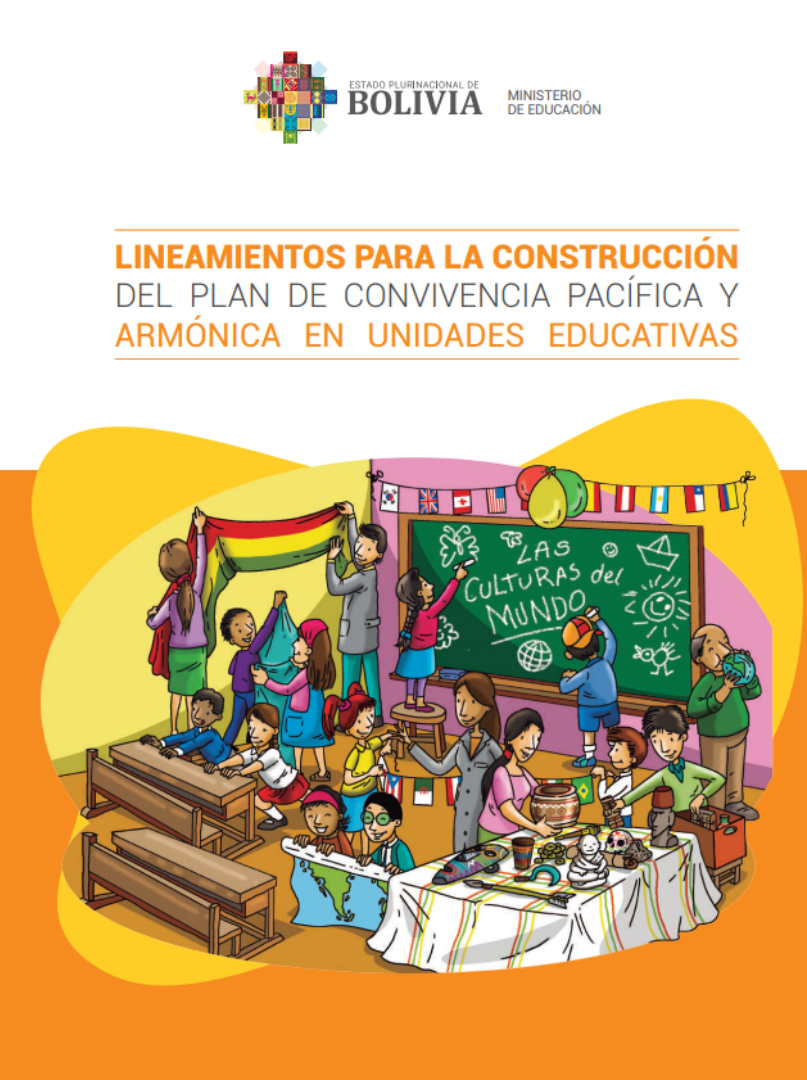 ESTADO PLURINACIONAL DE
BOLIVIA
MINISTERIO
DE EDUCACIÓN
LINEAMIENTOS PARA LA CONSTRUCCIÓN
DEL PLAN DE CONVIVENCIA PACÍFICA Y
ARMÓNICA EN UNIDADES EDUCATIVAS
LAS
CULTURAS del
MUNDO